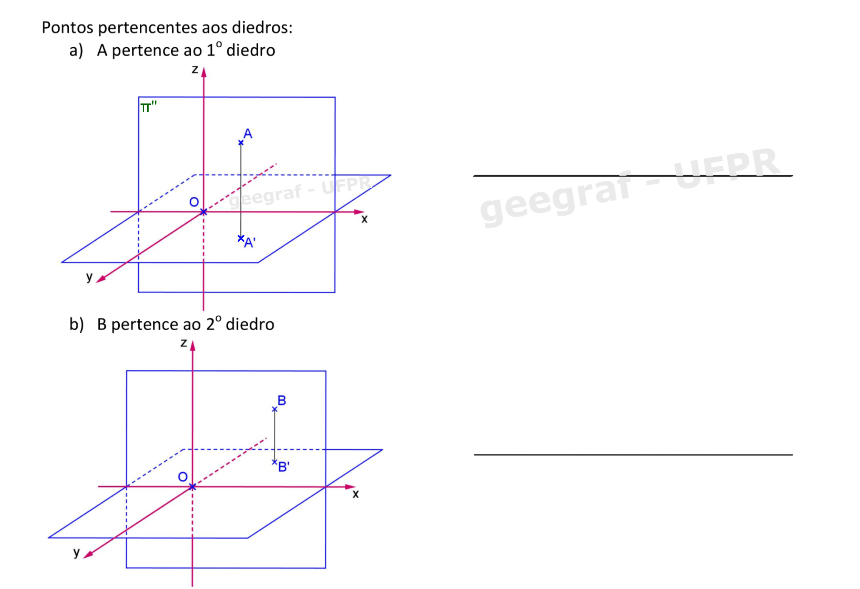 Pontos pertencentes aos diedros:
a) A pertence ao 1º diedro
z
π''
A
geegraf - UFPR
O
x
A'
y
geegraf - UFPR
b) B pertence ao 2º diedro
z
B
B'
O
x
y